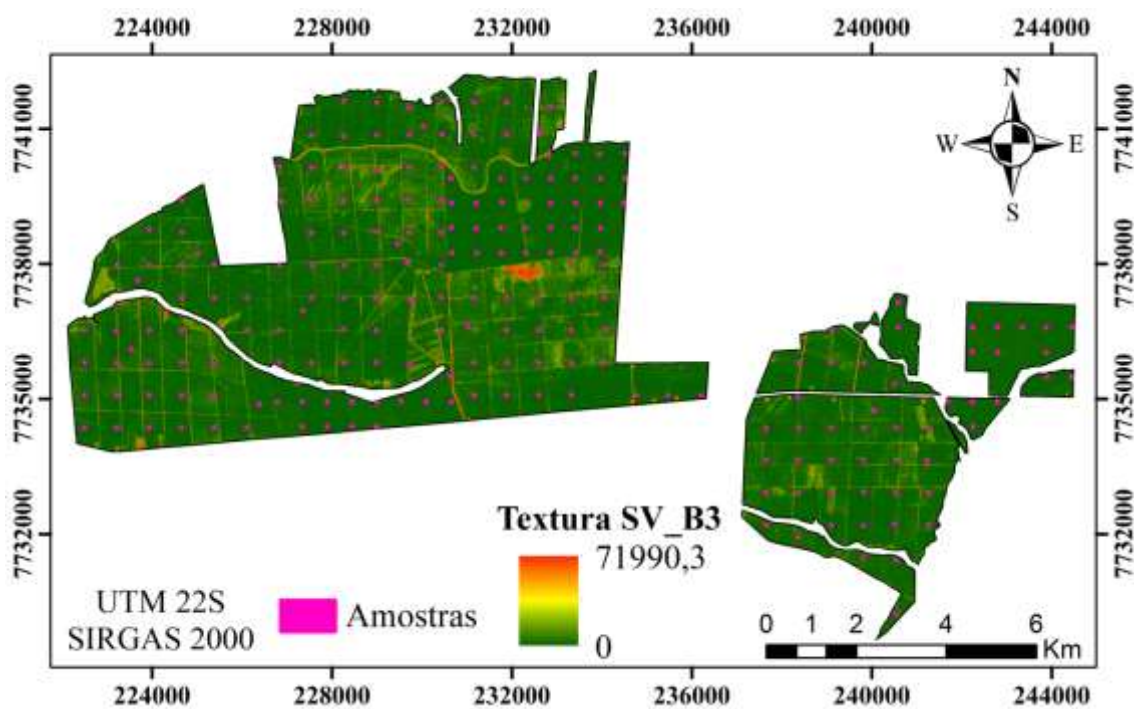 224000 228000 232000 236000 240000 244000
N
W E
S
7741000 7741000
7738000 7738000
7735000 7735000
7732000 7732000
Textura SV_B3
71990,3
0
UTM 22S
SIRGAS 2000
Amostras
0 1 2 4 6
Km
224000 228000 232000 236000 240000 244000